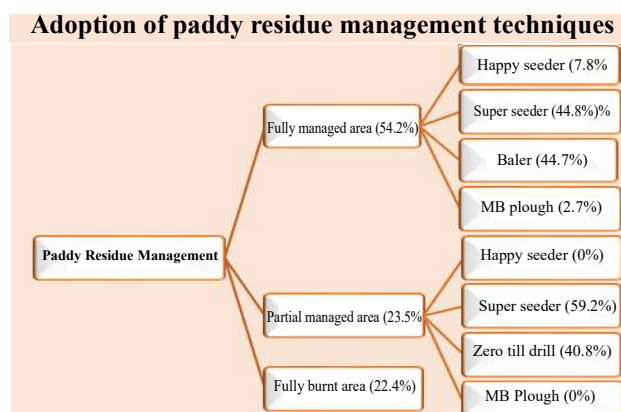 Adoption of paddy residue management techniques
Happy seeder (7.8%
Super seeder (44.8%)%
Fully managed area (54.2%)
Baler (44.7%)
MB plough (2.7%)
Paddy Residue Management
Happy seeder (0%)
Super seeder (59.2%)
Partial managed area (23.5%
Zero till drill (40.8%)
Fully burnt area (22.4%)
MB Plough (0%)